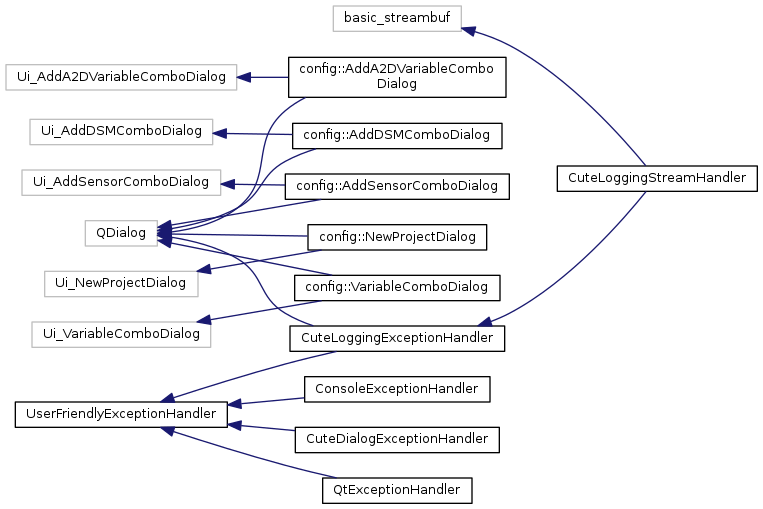 basic_streambuf
config::AddA2DVariableCombo
Dialog
Ui_AddA2DVariableComboDialog
Ui_AddDSMComboDialog
config::AddDSMComboDialog
Ui_AddSensorComboDialog
config::AddSensorComboDialog
CuteLoggingStreamHandler
QDialog
config::NewProjectDialog
Ui_NewProjectDialog
config::VariableComboDialog
Ui_VariableComboDialog
CuteLoggingExceptionHandler
ConsoleExceptionHandler
UserFriendlyExceptionHandler
CuteDialogExceptionHandler
QtExceptionHandler